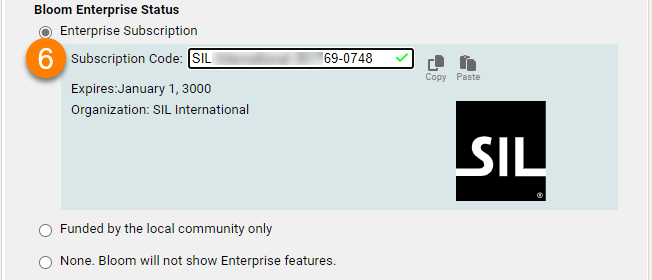 Bloom Enterprise Status
Enterprise Subscription
6
Subscription Code: SIL 69-0748
Copy Paste
Expires:January 1, 3000
Organization: SIL International
SIL
®
Funded by the local community only
None. Bloom will not show Enterprise features.